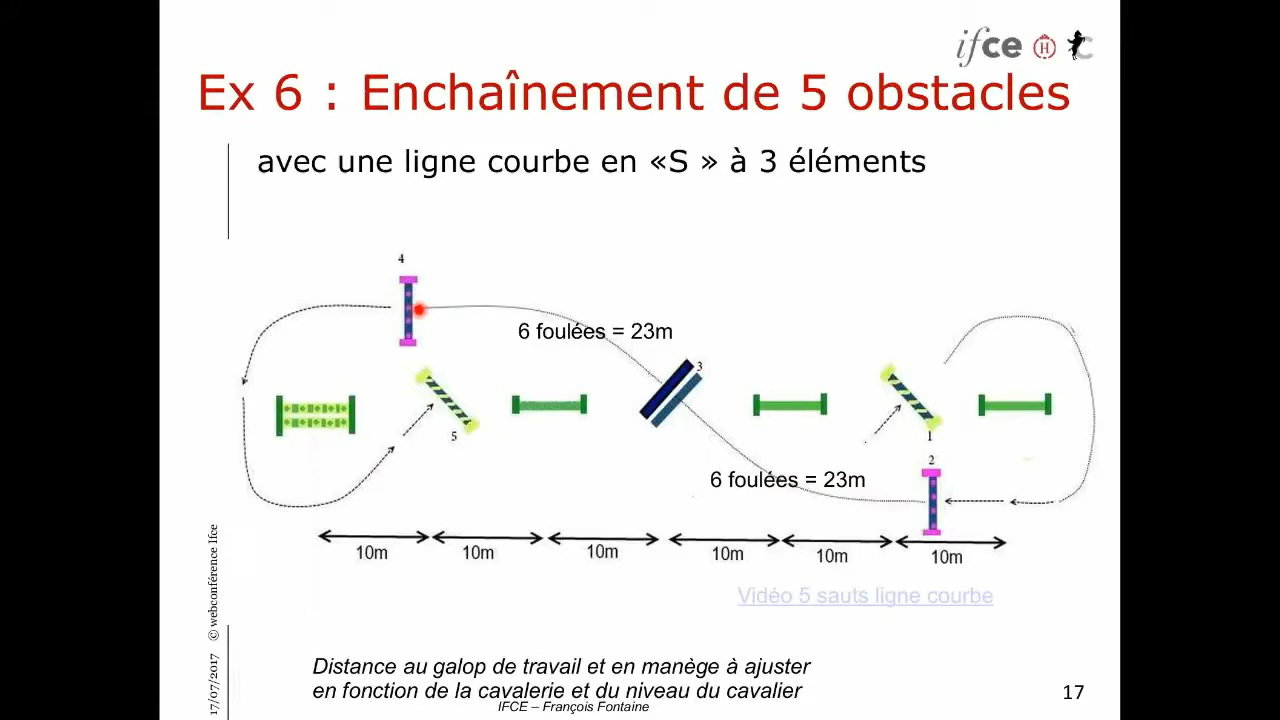 ifce H
Ex 6 : Enchaînement de 5 obstacles
avec une ligne courbe en «S » à 3 éléments
4
6 foulées = 23m
3
5
1
2
6 foulées = 23m
10m 10m 10m 10m 10m 10m
Vidéo 5 sauts ligne courbe
Distance au galop de travail et en manège à ajuster
en fonction de la cavalerie et du niveau du cavalier
IFCE – François Fontaine
17
17/07/2017 © webconférence Ifce